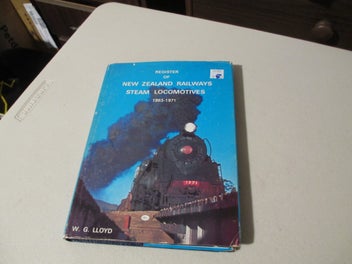 REGISTER
OF
NEW ZEALAND RAILWAYS
STEAM LOCOMOTIVES
1863-1971
W. G. LLOYD